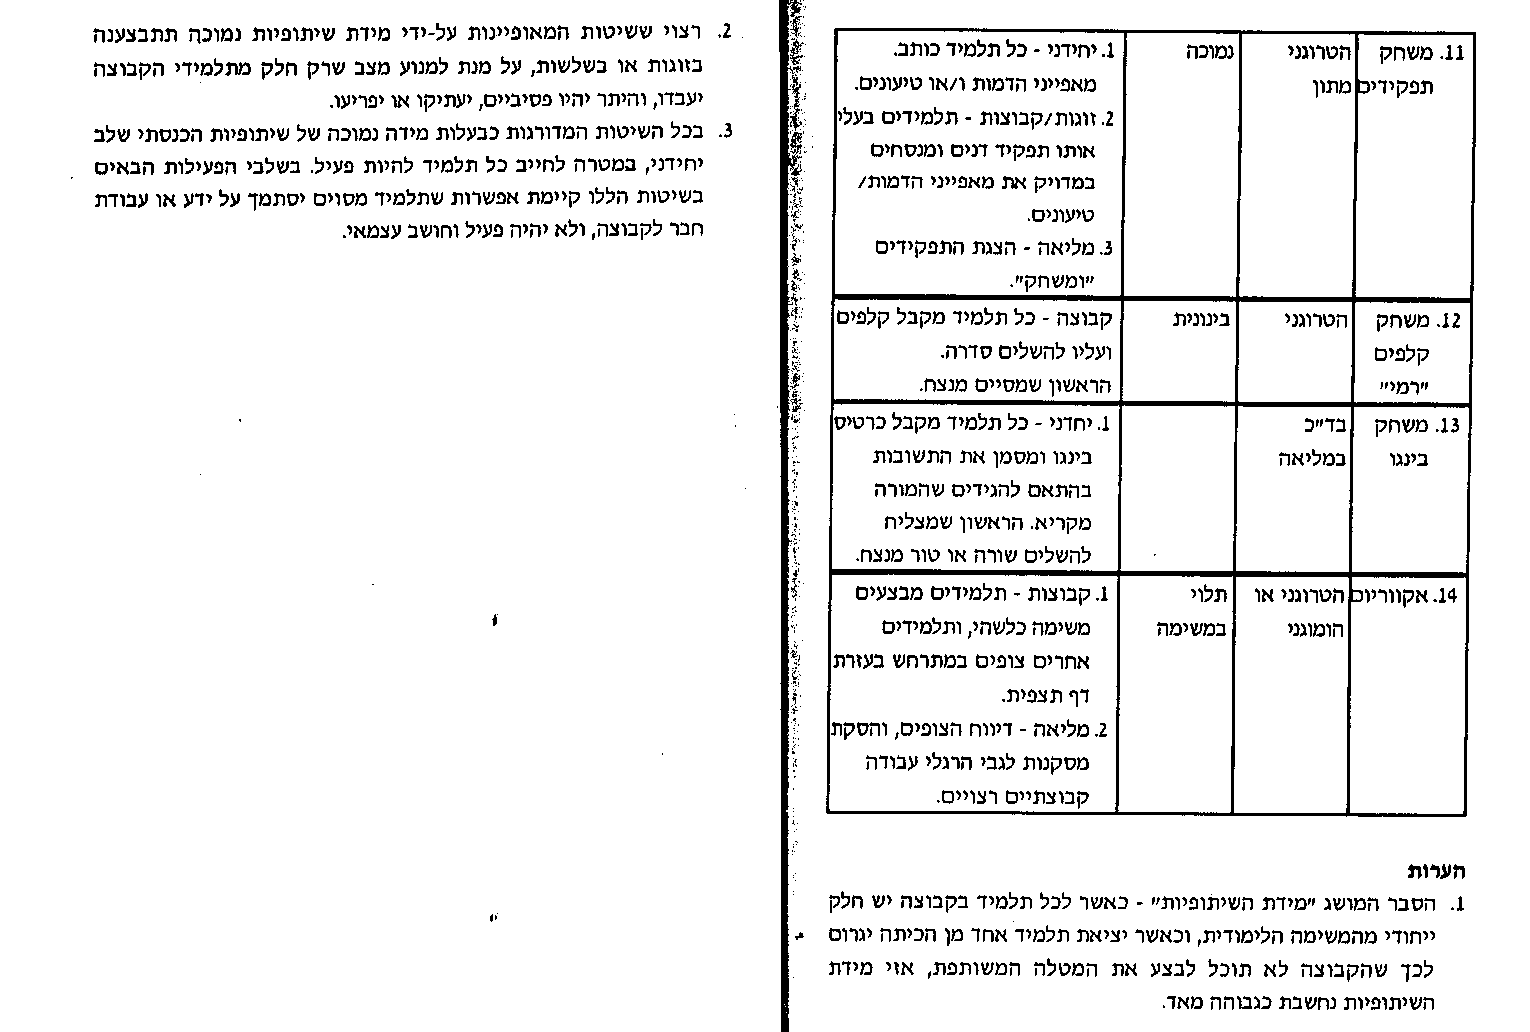 11. משחק תפקידים
הטרוגני מתון
נמוכה
1. יחידני - כל תלמיד כותב.
מאפייני הדמות ו/או טיעונים.
2. זוגות/קבוצות - תלמידים בעלי
אותו תפקיד דנים ומנסחים
במדויק את מאפייני הדמות/
טיעונים.
3. מליאה - הצגת התפקידים
"ומשחק".
12. משחק
קלפים
"רמי"
הטרוגני
בינונית
קבוצה - כל תלמיד מקבל קלפים
ועליו להשלים סדרה.
הראשון שמסיים מנצח.
13. משחק
בינגו
בד"כ
במליאה
1. יחדני - כל תלמיד מקבל כרטיס
בינגו ומסמן את התשובות
בהתאם להגידים שהמורה
מקריא. הראשון שמצליח
להשלים שורה או טור מנצח.
14. אקווריום
הטרוגני או
הומוגני
תלוי
במשימה
1. קבוצות - תלמידים מבצעים
משימה כלשהי, ותלמידים
אחרים צופים במתרחש בעזרת
דף תצפית.
2. מליאה - דיווח הצופים, והסקת
מסקנות לגבי הרגלי עבודה
קבוצתיים רצויים.
הערות
1. הסבר המושג "מידת השיתופיות" - כאשר לכל תלמיד בקבוצה יש חלק
ייחודי מהמשימה הלימודית, וכאשר יציאת תלמיד אחד מן הכיתה יגרום
לכך שהקבוצה לא תוכל לבצע את המטלה המשותפת, אזי מידת
השיתופיות נחשבת כגבוהה מאד.
2. רצוי ששיטות המאופיינות על-ידי מידת שיתופיות נמוכה תתבצענה
בזוגות או בשלשות, על מנת למנוע מצב שרק חלק מתלמידי הקבוצה
יעבדו, והיתר יהיו פסיביים, יעתיקו או יפריעו.
3. בכל השיטות המדורגות כבעלות מידה נמוכה של שיתופיות הכנסתי שלב
יחידני, במטרה לחייב כל תלמיד להיות פעיל. בשלבי הפעילות הבאים
בשיטות הללו קיימת אפשרות שתלמיד מסוים יסתמך על ידע או עבודת
חבר לקבוצה, ולא יהיה פעיל וחושב עצמאי.